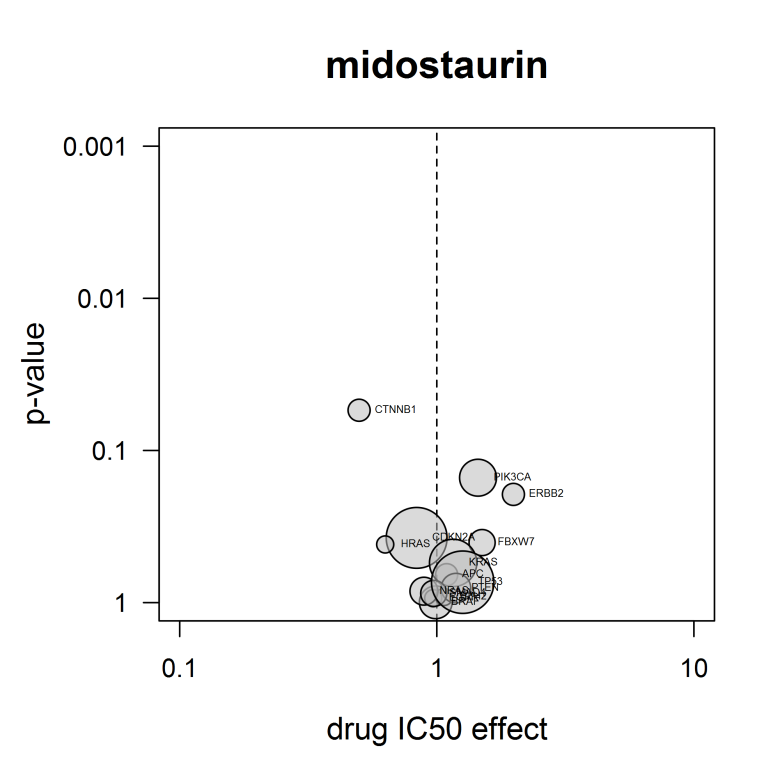 midostaurin
0.001
0.01
0.1
1
p-value
CTNNB1
PIK3CA
ERBB2
CDKN2A
HRAS
FBXW7
KRAS
APC
TP53
PTEN
NRAS
BRAF
0.1
1
10
drug IC50 effect